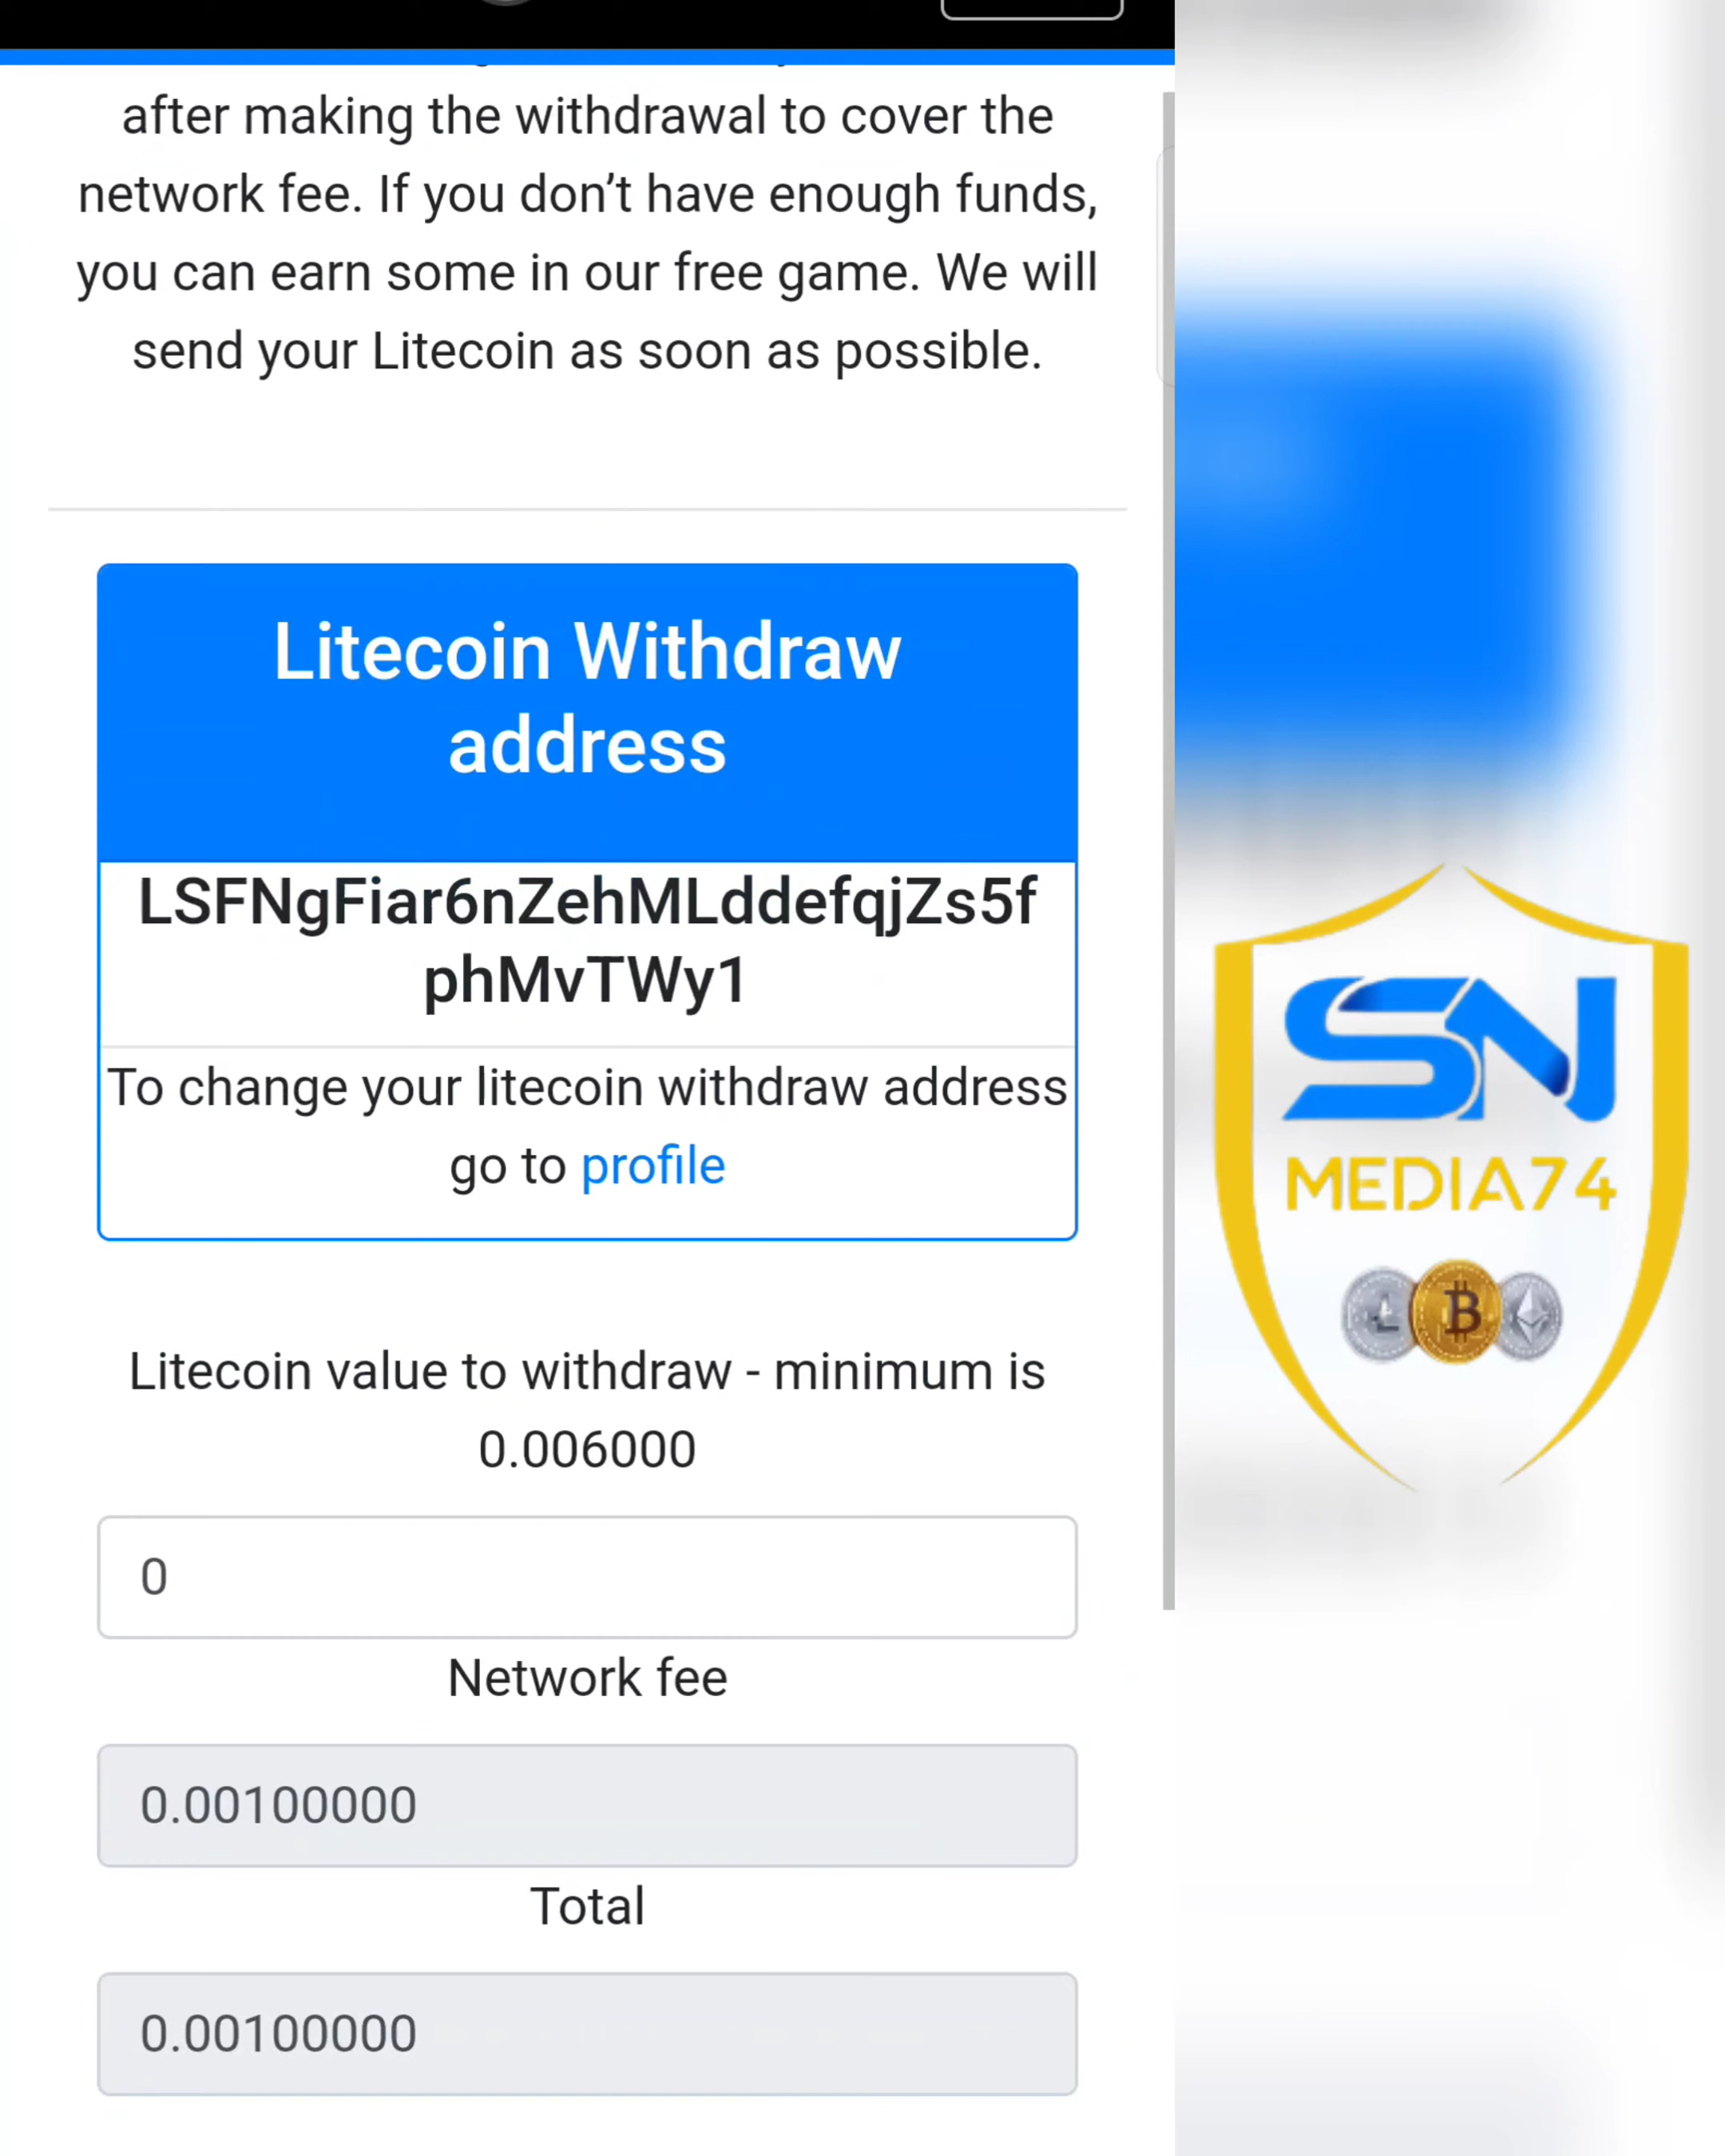 after making the withdrawal to cover the
network fee. If you don’t have enough funds,
you can earn some in our free game. We will
send your Litecoin as soon as possible.
Litecoin Withdraw
address
LSFNgFiar6nZehMLddefqjZs5f
phMvTWy1
To change your litecoin withdraw address
go to profile
Litecoin value to withdraw - minimum is
0.006000
0
Network fee
0.00100000
Total
0.00100000
SN
MEDIA74